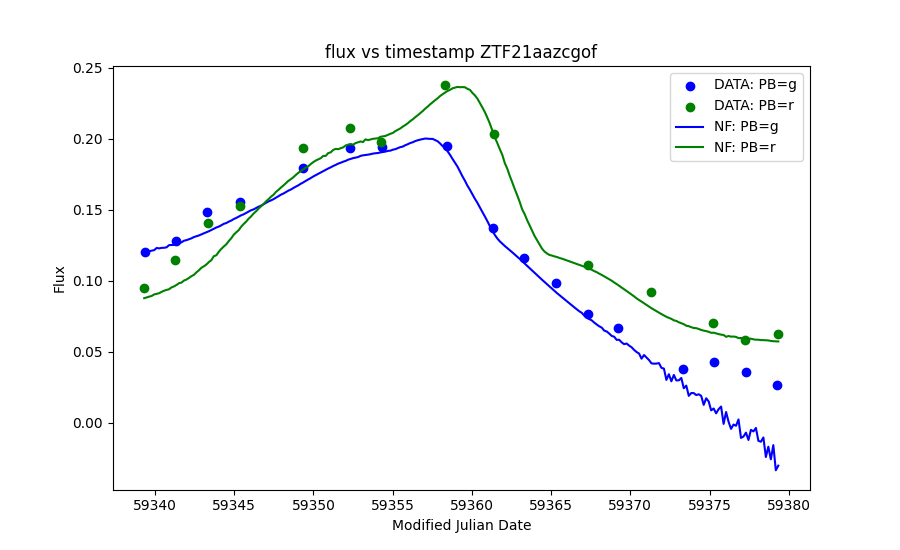 flux vs timestamp ZTF21aazcgof
0.25
0.20
0.15
0.10
0.05
0.00
Flux
DATA: PB=g
DATA: PB=r
NF: PB=g
NF: PB=r
59340 59345 59350 59355 59360 59365 59370 59375 59380
Modified Julian Date